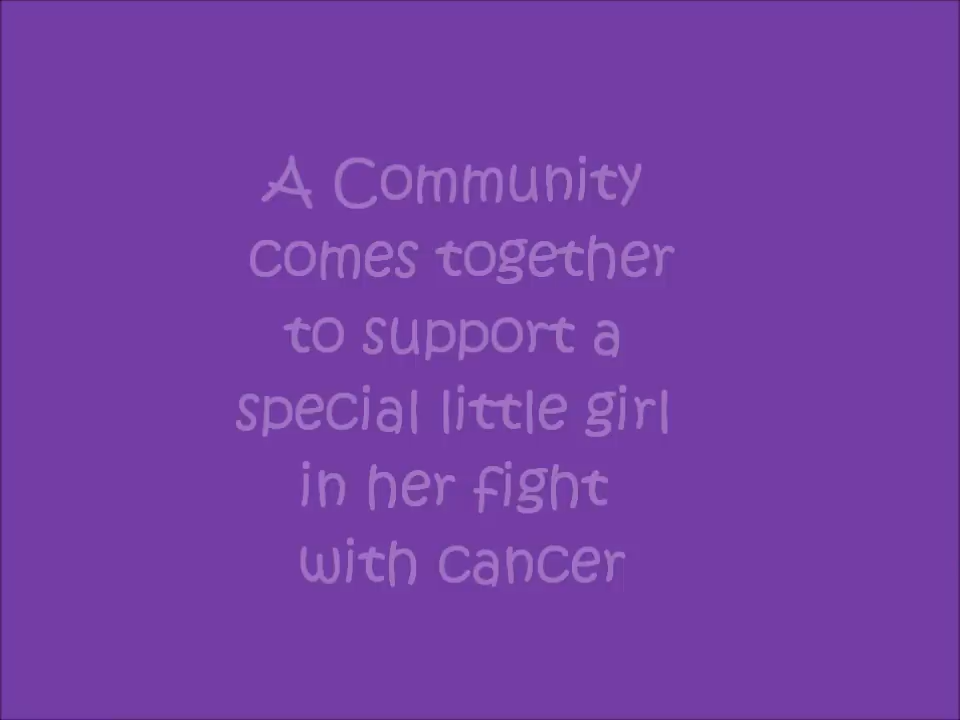 A Community
comes together
to support a
special little girl
in her fight
with cancer